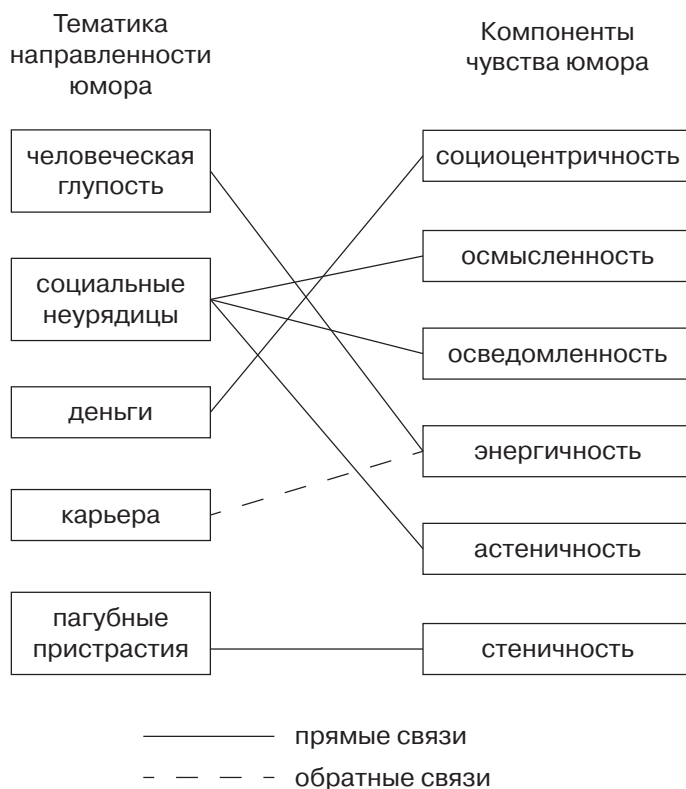 Тематика
направленности
юмора
Компоненты
чувства юмора
человеческая
глупость
социальные
неурядицы
деньги
карьера
пагубные
пристрастия
социоцентричность
осмысленность
осведомленность
энергичность
астеничность
стеничность
прямые связи
обратные связи